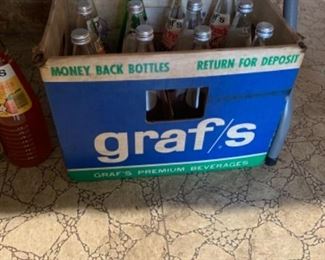 MONEY BACK BOTTLES RETURN FOR DEPOSIT
graf's
GRAF'S PREMIUM BEVERAGES